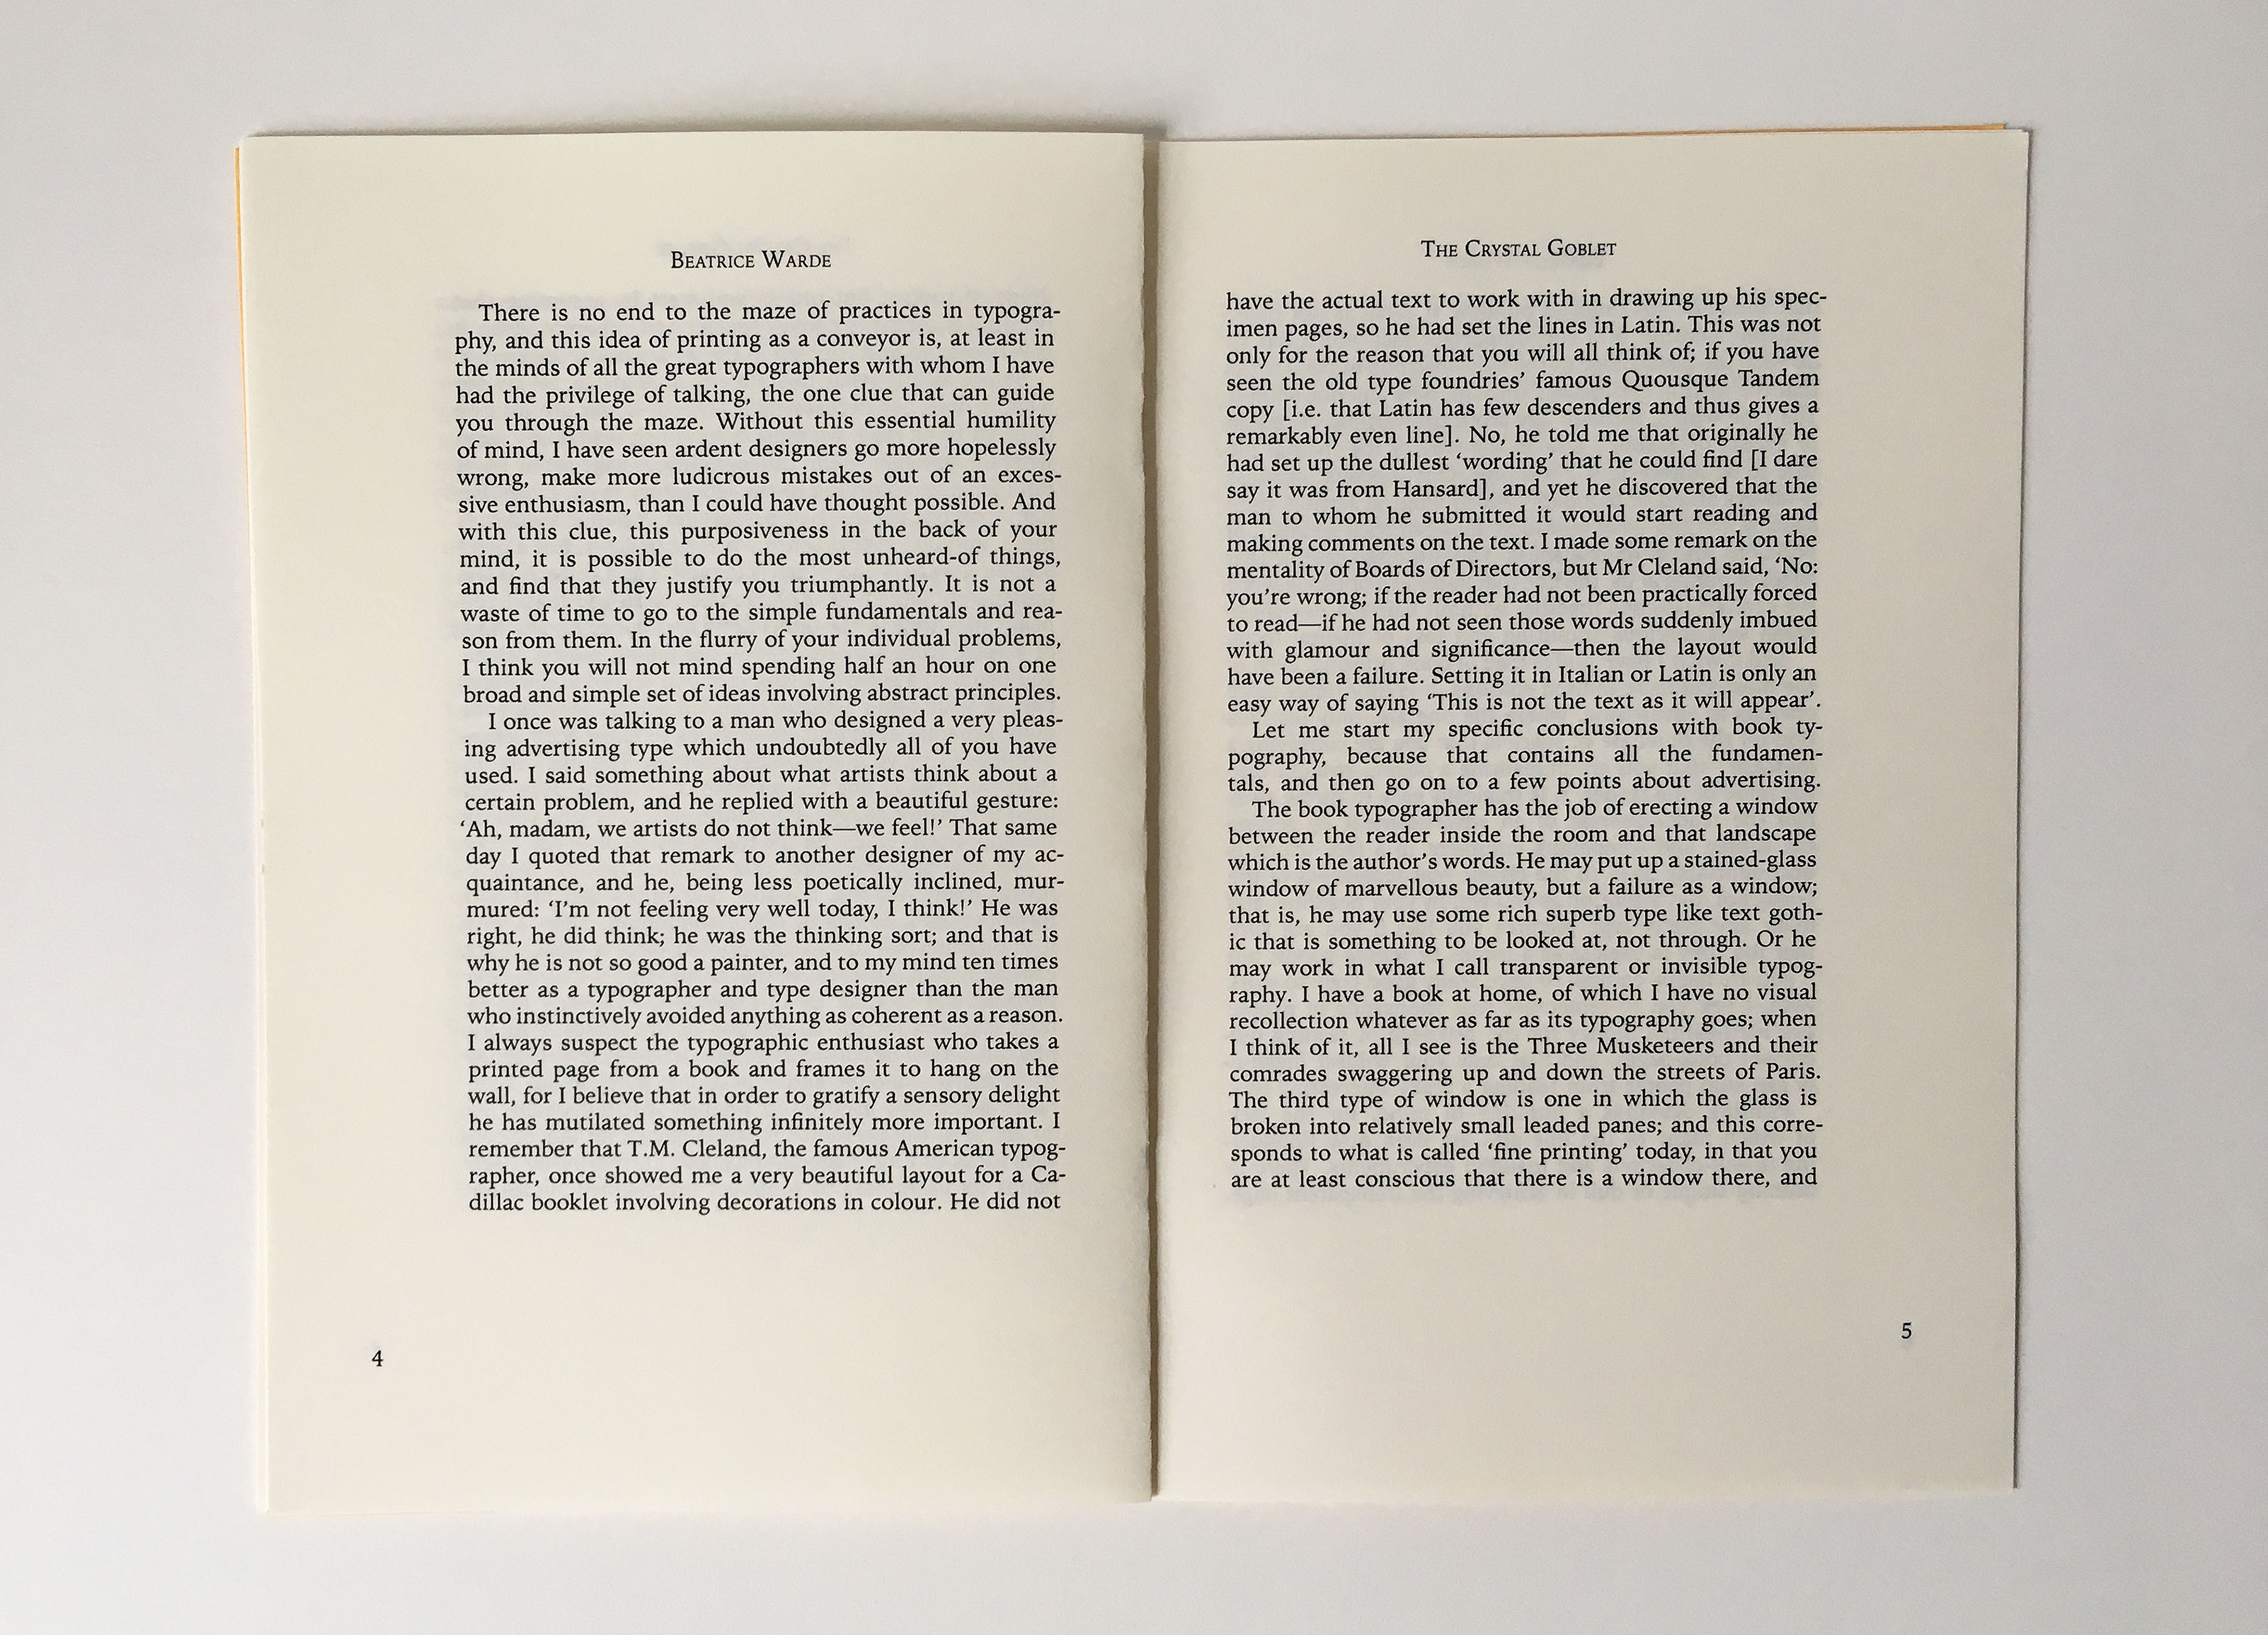 BEATRICE WARDE
There is no end to the maze of practices in typogra-
phy, and this idea of printing as a conveyor is, at least in
the minds of all the great typographers with whom I have
had the privilege of talking, the one clue that can guide
you through the maze. Without this essential humility
of mind, I have seen ardent designers go more hopelessly
wrong, make more ludicrous mistakes out of an exces-
sive enthusiasm, than I could have thought possible. And
with this clue, this purposiveness in the back of your
mind, it is possible to do the most unheard-of things,
and find that they justify you triumphantly. It is not a
waste of time to go to the simple fundamentals and rea-
son from them. In the flurry of your individual problems,
I think you will not mind spending half an hour on one
broad and simple set of ideas involving abstract principles.
I once was talking to a man who designed a very pleas-
ing advertising type which undoubtedly all of you have
used. I said something about what artists think about a
certain problem, and he replied with a beautiful gesture:
‘Ah, madam, we artists do not think—we feel!’ That same
day I quoted that remark to another designer of my ac-
quaintance, and he, being less poetically inclined, mur-
mured: ‘I’m not feeling very well today, I think!’ He was
right, he did think; he was the thinking sort; and that is
why he is not so good a painter, and to my mind ten times
better as a typographer and type designer than the man
who instinctively avoided anything as coherent as a reason.
I always suspect the typographic enthusiast who takes a
printed page from a book and frames it to hang on the
wall, for I believe that in order to gratify a sensory delight
he has mutilated something infinitely more important. I
remember that T.M. Cleland, the famous American typog-
rapher, once showed me a very beautiful layout for a Ca-
dillac booklet involving decorations in colour. He did not
4
THE CRYSTAL GOBLET
have the actual text to work with in drawing up his spec-
imen pages, so he had set the lines in Latin. This was not
only for the reason that you will all think of; if you have
seen the old type foundries’ famous Quousque Tandem
copy [i.e. that Latin has few descenders and thus gives a
remarkably even line]. No, he told me that originally he
had set up the dullest ‘wording’ that he could find [I dare
say it was from Hansard], and yet he discovered that the
man to whom he submitted it would start reading and
making comments on the text. I made some remark on the
mentality of Boards of Directors, but Mr Cleland said, ‘No:
you’re wrong; if the reader had not been practically forced
to read—if he had not seen those words suddenly imbued
with glamour and significance—then the layout would
have been a failure. Setting it in Italian or Latin is only an
easy way of saying ‘This is not the text as it will appear’.
Let me start my specific conclusions with book ty-
pography, because that contains all the fundamen-
tals, and then go on to a few points about advertising.
The book typographer has the job of erecting a window
between the reader inside the room and that landscape
which is the author’s words. He may put up a stained-glass
window of marvellous beauty, but a failure as a window;
that is, he may use some rich superb type like text goth-
ic that is something to be looked at, not through. Or he
may work in what I call transparent or invisible typog-
raphy. I have a book at home, of which I have no visual
recollection whatever as far as its typography goes; when
I think of it, all I see is the Three Musketeers and their
comrades swaggering up and down the streets of Paris.
The third type of window is one in which the glass is
broken into relatively small leaded panes; and this corre-
sponds to what is called ‘fine printing’ today, in that you
are at least conscious that there is a window there, and
5